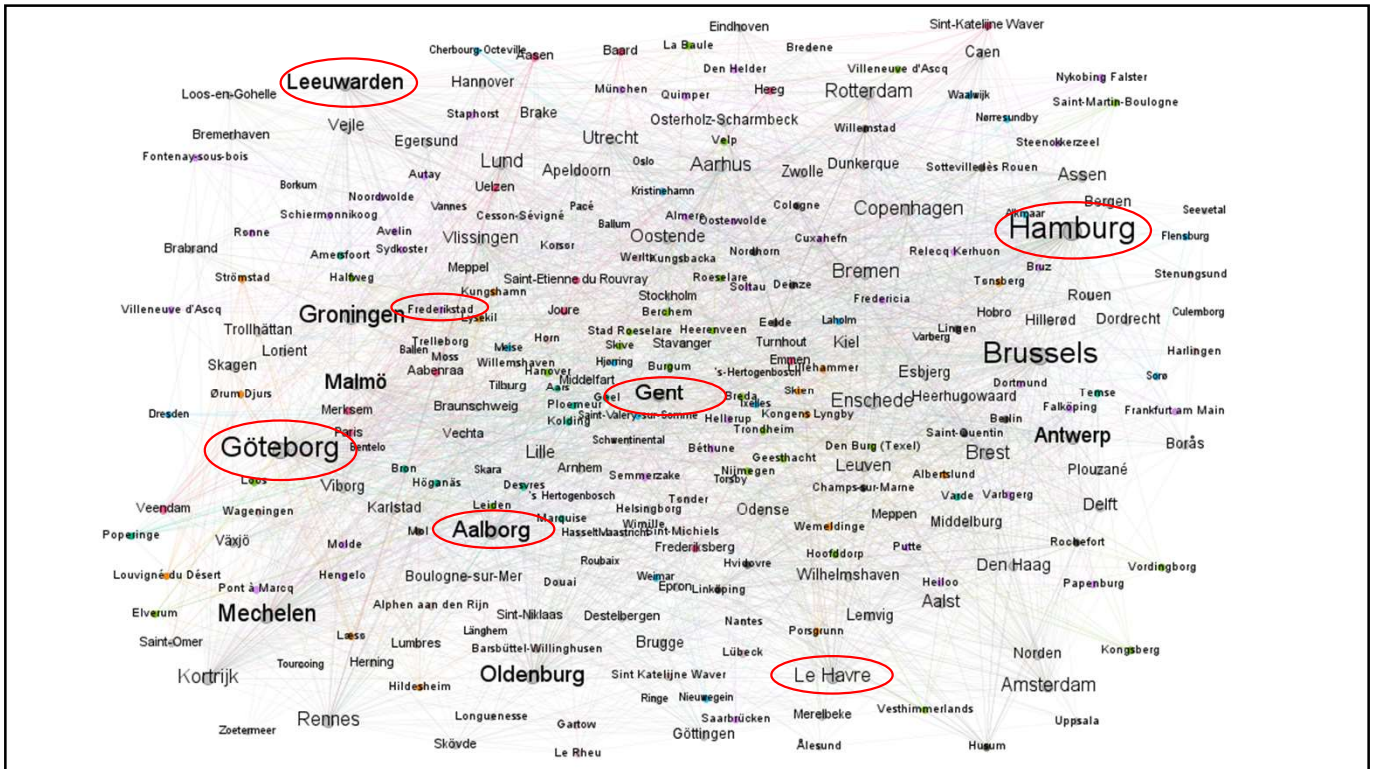 Eindhoven
Sint-Katelijne Waver
Cherbourg-Octeville
Aasen
Baard
La Baule
Bredene
Caen
Leeuwarden
Hannover
Den Helder
Villeneuve d'Ascq
Nykobing Falster
Loos-en-Gohelle
München
Quimper
Heeg
Rotterdam
Waalwijk
Saint-Martin-Boulogne
Vejle
Staphorst
Brake
Osterholz-Scharmbeck
Willemstad
Nørresundby
Bremerhaven
Egersund
Utrecht
Velp
Steenokkerzeel
Fontenay-sous-bois
Lund
Apeldoorn
Oslo
Aarhus
Zwolle
Dunkerque
Sottevilledès Rouen
Assen
Autay
Uelzen
Borkum
Noordwolde
Kristinehamn
Vannes
Cesson-Sévigné
Pacé
Almere
Oosterwolde
Cologne
Copenhagen
Alkmaar
Bergen
Seevetal
Schiermonnikoog
Ballum
Hamburg
Rønne
Avelin
Vlissingen
Korsor
Oostende
Cuxahefn
Flensburg
Brabrand
Amersfoort
Sydkoster
Werlte
Kungsbacka
Nordhorn
Relecq Kerhuon
Strömstad
Halfweg
Meppel
Saint-Etienne du Rouvray
Roeselare
Soltau
Deinze
Bremen
Tønsberg
Bruz
Stenungsund
Kungshamn
Stockholm
Fredericia
Rouen
Villeneuve d'Ascq
Groningen
Frederikstad
Lysekil
Joure
Berchem
Eelde
Laholm
Hobro
Hillerød
Dordrecht
Culemborg
Trollhättan
Trelleborg
Horn
Stad Roeselare
Heerenveen
Lingen
Lorient
Ballen
Moss
Meise
Skive
Stavanger
Turnhout
Kiel
Varberg
Brussels
Harlingen
Skagen
Aabenraa
Willemshaven
Hjørring
Burgum
Emmen
Lillehammer
Esbjerg
Malmö
Hanover
Middelfart
's-Hertogenbosch
Sorø
Ørum Djurs
Tilburg
Aars
Geel
Gent
Breda
Skien
Enschede
Heerhugowaard
Dortmund
Temse
Dresden
Merksem
Braunschweig
Ploemeur
Ixelles
Falköping
Frankfurt am Main
Kolding
Saint-Valery-sur-Somme
Hellerup
Kongens Lyngby
Berlin
Göteborg
Paris
Vechta
Schwentinental
Trondheim
Saint-Quentin
Antwerp
Bentelo
Lille
Béthune
Den Burg (Texel)
Brest
Borås
Bron
Skara
Arnhem
Geesthacht
Leuven
Plouzané
Loos
Viborg
Höganäs
Desvres
Semmerzake
Nijmegen
Torsby
Champs-sur-Marne
Albertslund
Varde
Varbgerg
Veendam
Wageningen
Karlstad
Leiden
's Hertogenbosch
Tønder
Helsingborg
Odense
Meppen
Middelburg
Delft
Poperinge
Växjö
Mol
Aalborg
Marquise
Wimille
Hasselt
Maastricht
Sint-Michiels
Wemeldinge
Molde
Frederiksberg
Hoofddorp
Putte
Rochefort
Louvigné du Désert
Hengelo
Boulogne-sur-Mer
Roubaix
Hvidovre
Wilhelmshaven
Den Haag
Vordingborg
Pont à Marcq
Douai
Weimar
Epron
Linköping
Heiloo
Papenburg
Elverum
Mechelen
Alphen aan den Rijn
Sint-Niklaas
Destelbergen
Nantes
Lemvig
Aalst
Saint-Omer
Læsø
Lumbres
Länghem
Brugge
Porsgrunn
Barsbüttel-Willinghusen
Lübeck
Norden
Kongsberg
Kortrijk
Tourcoing
Herning
Oldenburg
Sint Katelijne Waver
Le Havre
Hildesheim
Ringe
Nieuwegein
Amsterdam
Rennes
Longuenesse
Gartow
Saarbrücken
Merelbeke
Vesthimmerlands
Uppsala
Zoetermeer
Göttingen
Skövde
Le Rheu
Ålesund
Husum